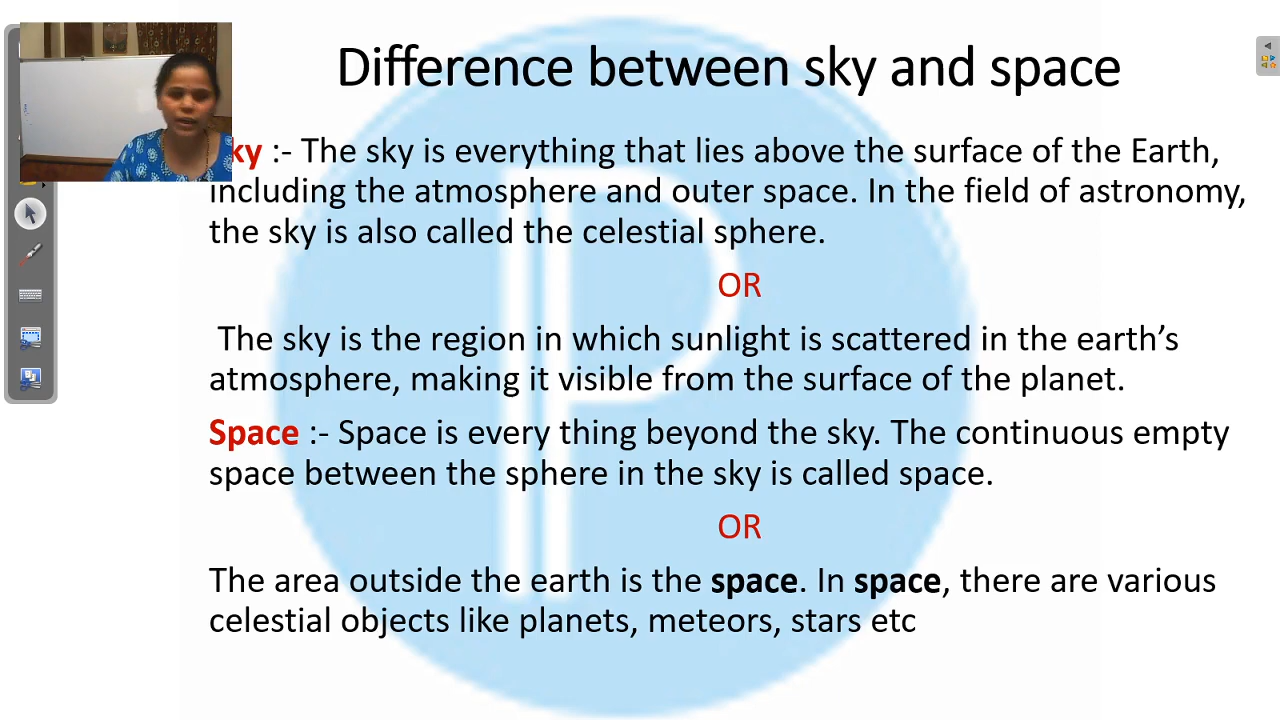 Difference between sky and space
ky :- The sky is everything that lies above the surface of the Earth,
including the atmosphere and outer space. In the field of astronomy,
the sky is also called the celestial sphere.
OR
The sky is the region in which sunlight is scattered in the earth’s
atmosphere, making it visible from the surface of the planet.
Space :- Space is every thing beyond the sky. The continuous empty
space between the sphere in the sky is called space.
OR
The area outside the earth is the space. In space, there are various
celestial objects like planets, meteors, stars etc